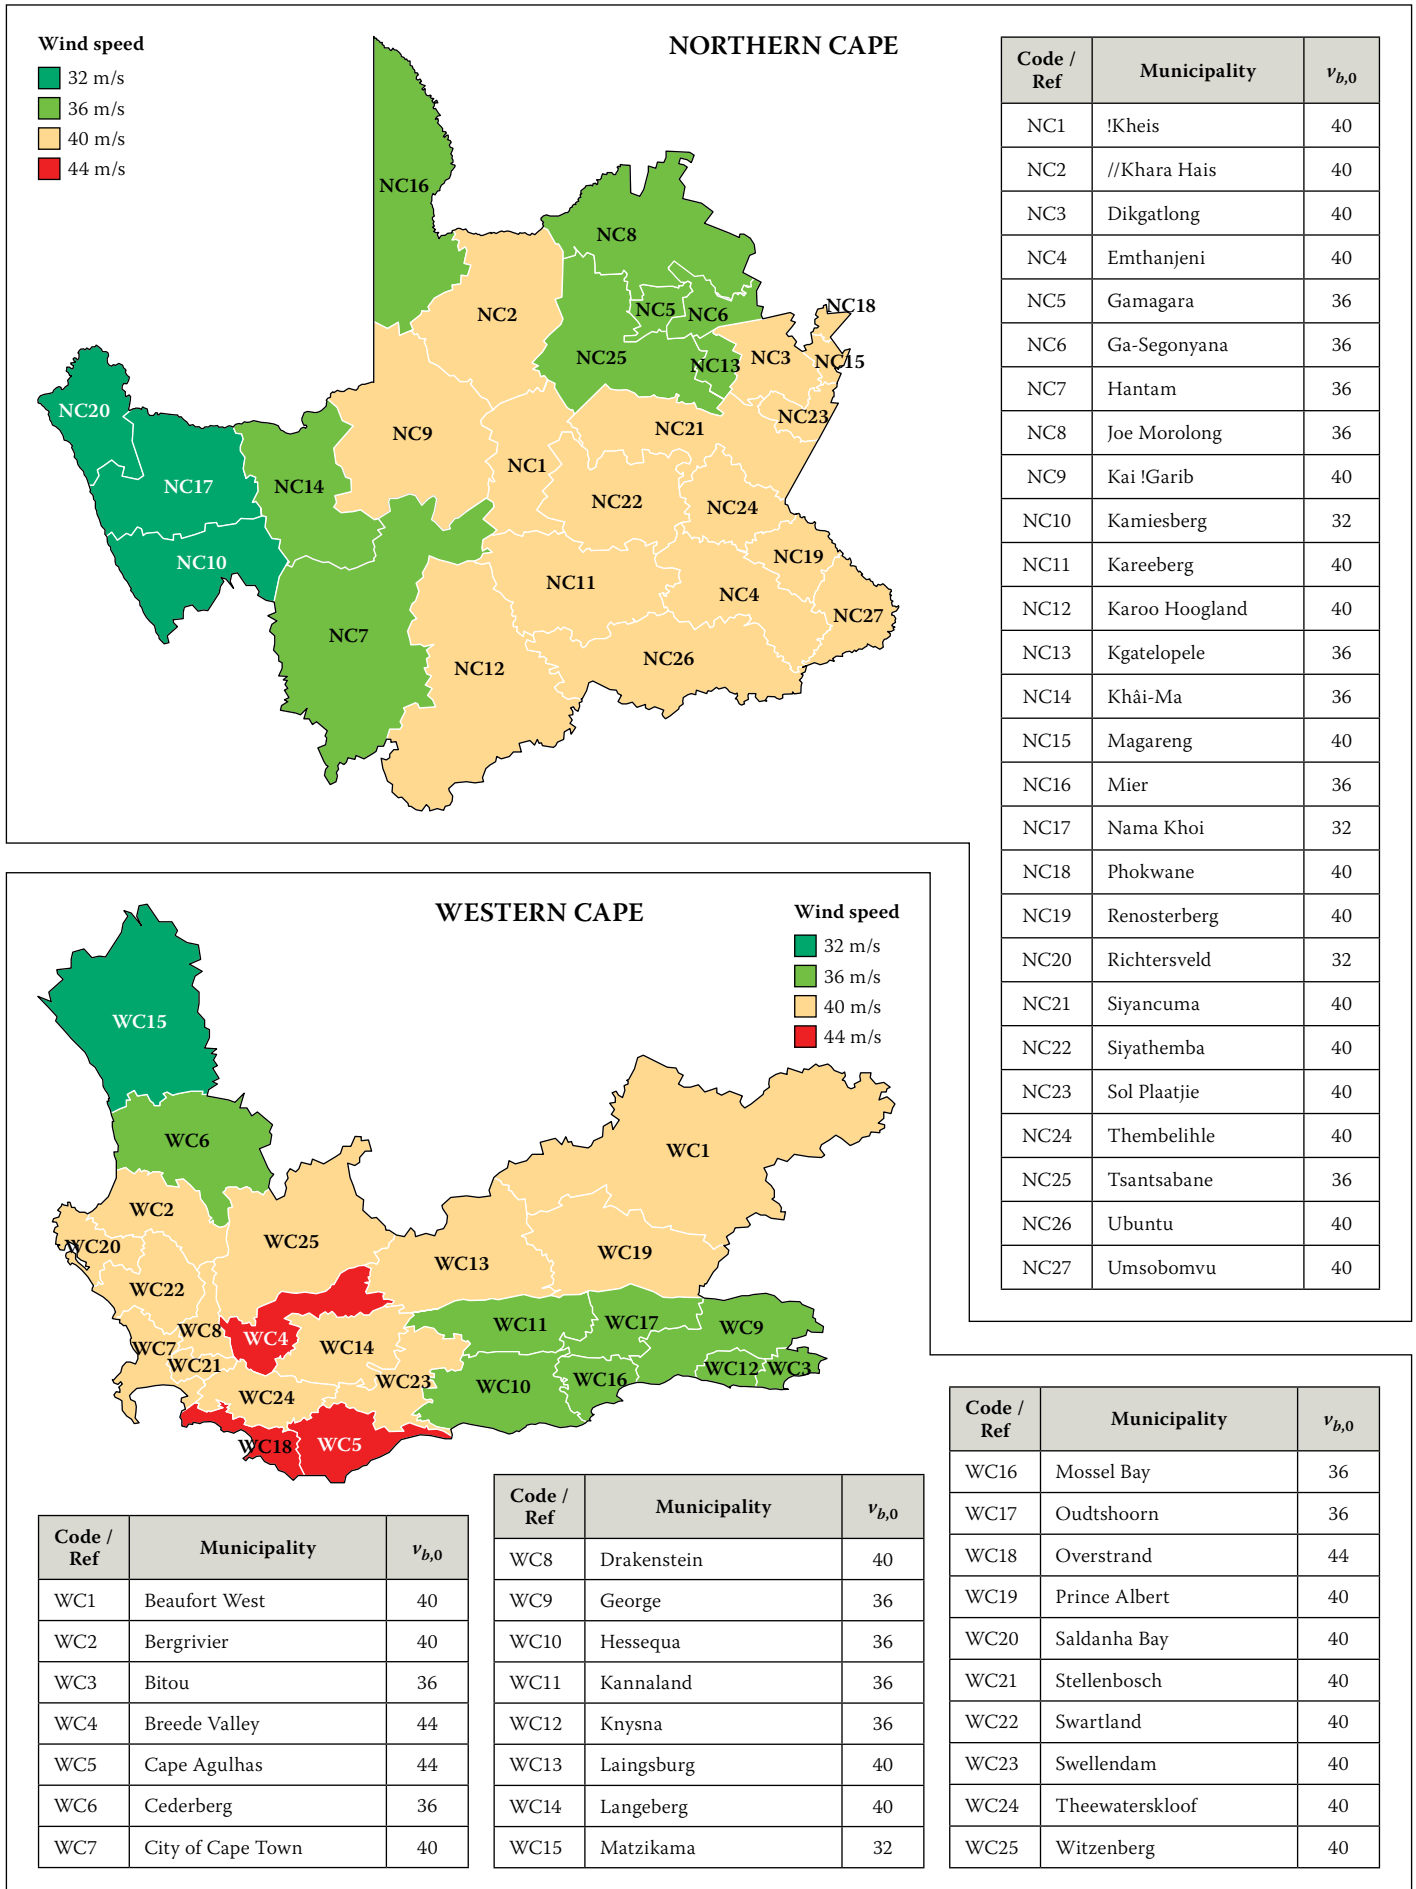 NORTHERN CAPE
Wind speed
32 m/s
36 m/s
40 m/s
44 m/s
NC16
NC8
NC2
NC5
NC6
NC18
NC25
NC13
NC3
NC15
NC20
NC9
NC21
NC23
NC17
NC14
NC1
NC22
NC24
NC10
NC11
NC19
NC4
NC7
NC27
NC12
NC26
Code / Ref Municipality vb,0
NC1 !Kheis 40
NC2 //Khara Hais 40
NC3 Dikgatlong 40
NC4 Emthanjeni 40
NC5 Gamagara 36
NC6 Ga-Segonyana 36
NC7 Hantam 36
NC8 Joe Morolong 36
NC9 Kai !Garib 40
NC10 Kamiesberg 32
NC11 Kareeberg 40
NC12 Karoo Hoogland 40
NC13 Kgatelopele 36
NC14 Khâi-Ma 36
NC15 Magareng 40
NC16 Mier 36
NC17 Nama Khoi 32
NC18 Phokwane 40
NC19 Renosterberg 40
NC20 Richtersveld 32
NC21 Siyancuma 40
NC22 Siyathemba 40
NC23 Sol Plaatjie 40
NC24 Thembelihle 40
NC25 Tsantsabane 36
NC26 Ubuntu 40
NC27 Umsobomvu 40
WESTERN CAPE
Wind speed
32 m/s
36 m/s
40 m/s
44 m/s
WC15
WC6
WC1
WC2
WC20
WC25
WC13
WC19
WC22
WC8
WC4
WC7
WC21
WC14
WC11
WC17
WC9
WC24
WC23
WC10
WC16
WC12
WC3
WC18
WC5
Code / Ref Municipality vb,0
WC1 Beaufort West 40
WC2 Bergrivier 40
WC3 Bitou 36
WC4 Breede Valley 44
WC5 Cape Agulhas 44
WC6 Cederberg 36
WC7 City of Cape Town 40
Code / Ref Municipality vb,0
WC8 Drakenstein 40
WC9 George 36
WC10 Hessequa 36
WC11 Kannaland 36
WC12 Knysna 36
WC13 Laingsburg 40
WC14 Langeberg 40
WC15 Matzikama 32
Code / Ref Municipality vb,0
WC16 Mossel Bay 36
WC17 Oudtshoorn 36
WC18 Overstrand 44
WC19 Prince Albert 40
WC20 Saldanha Bay 40
WC21 Stellenbosch 40
WC22 Swartland 40
WC23 Swellendam 40
WC24 Theewaterskloof 40
WC25 Witzenberg 40